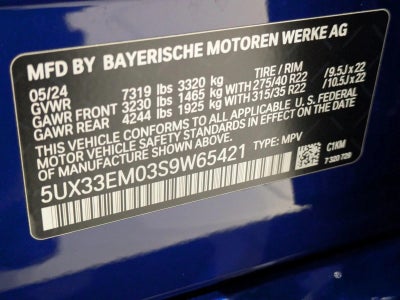 MFD BY BAYERISCHE MOTOREN WERKE AG
05/24
GVWR 7319 lbs 3320 kg TIRE / RIM
GAWR FRONT 3230 lbs 1465 kg 275/40 R22 /9.5J x 22
GAWR REAR 4244 lbs 1925 kg 315/35 R22 /10.5J x 22
THIS VEHICLE CONFORMS TO ALL APPLICABLE U. S. FEDERAL
MOTOR VEHICLE SAFETY STANDARDS IN EFFECT ON THE DATE
OF MANUFACTURE SHOWN ABOVE.
5UX33EM03S9W65421 TYPE: MPV
C1KM
7 320 726